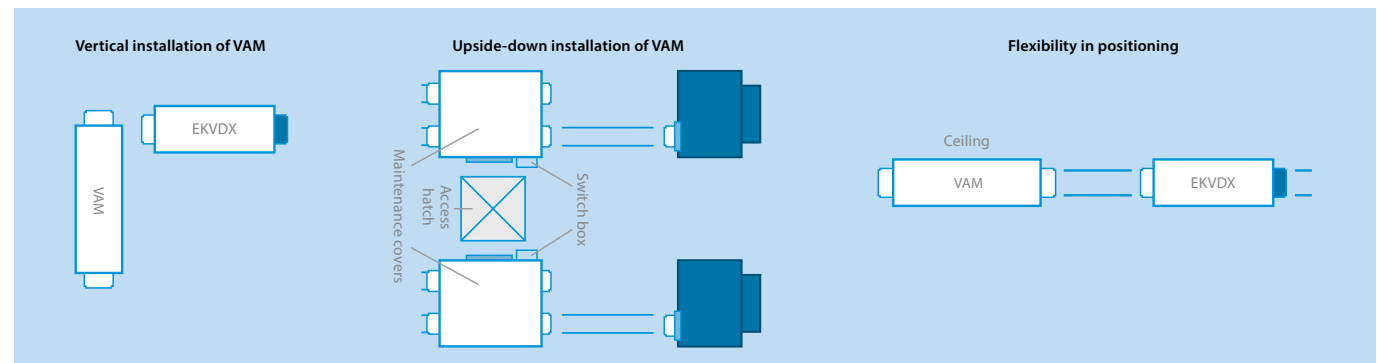 Vertical installation of VAM
EKVDX
VAM
Upside-down installation of VAM
Maintenance covers
Access
hatch
Switch box
Flexibility in positioning
Ceiling
VAM
EKVDX